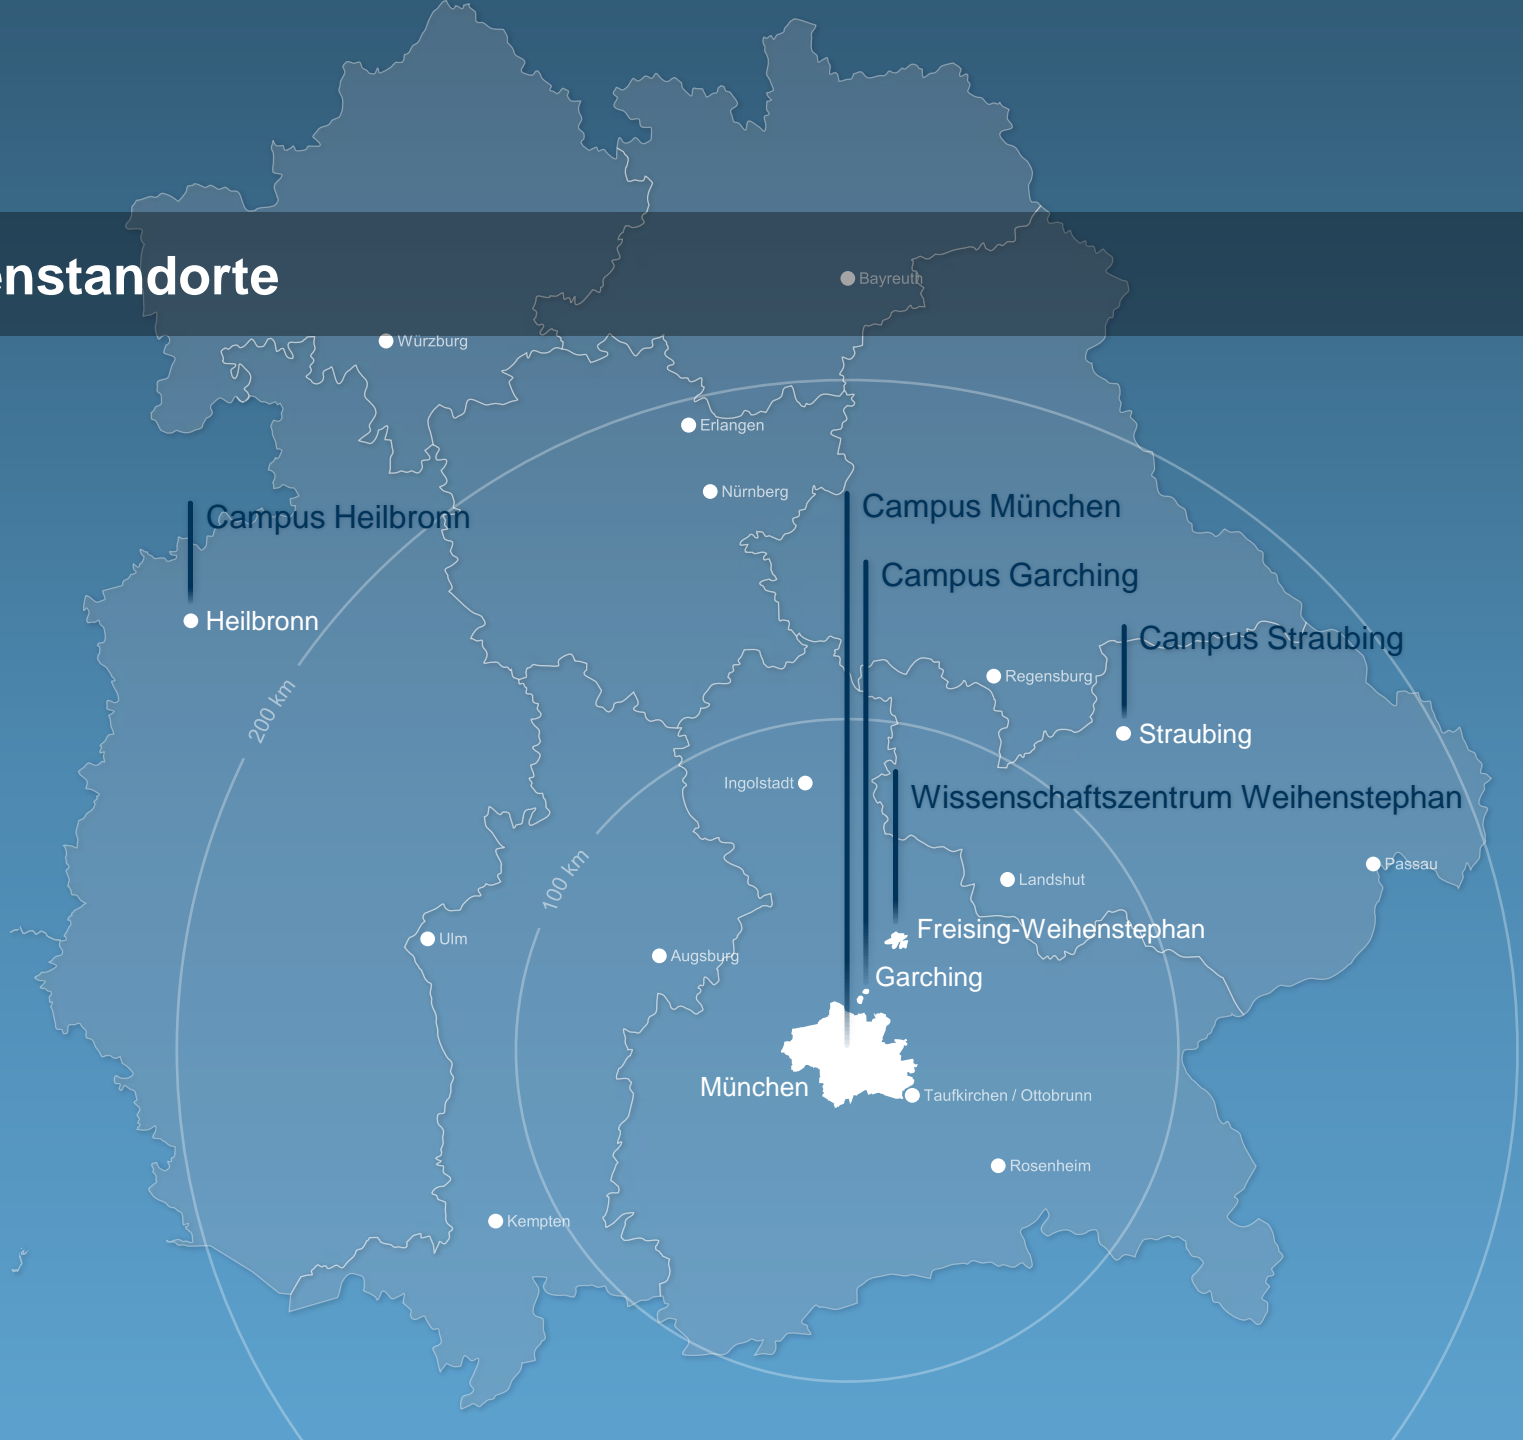 enstandorte
Bayreuth
Würzburg
Erlangen
Nürnberg
Campus Heilbronn
Campus München
Campus Garching
Heilbronn
Campus Straubing
Regensburg
200 km
Straubing
Ingolstadt
Wissenschaftszentrum Weihenstephan
Passau
100 km
Landshut
Freising-Weihenstephan
Ulm
Augsburg
Garching
München
Taufkirchen / Ottobrunn
Rosenheim
Kempten